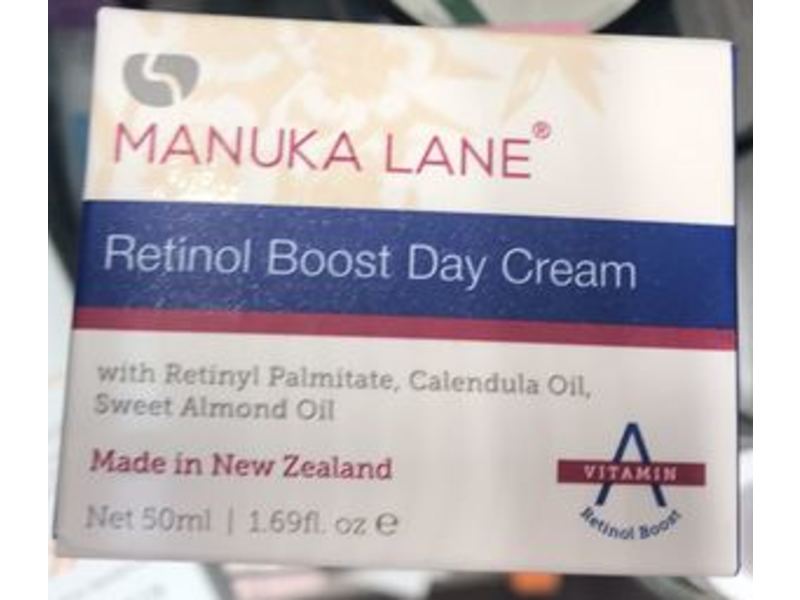 MANUKA LANE®
Retinol Boost Day Cream
with Retinyl Palmitate, Calendula Oil,
Sweet Almond Oil
Made in New Zealand
Net 50ml | 1.69fl. oz ℮
A
VITAMIN
Retinol Boost